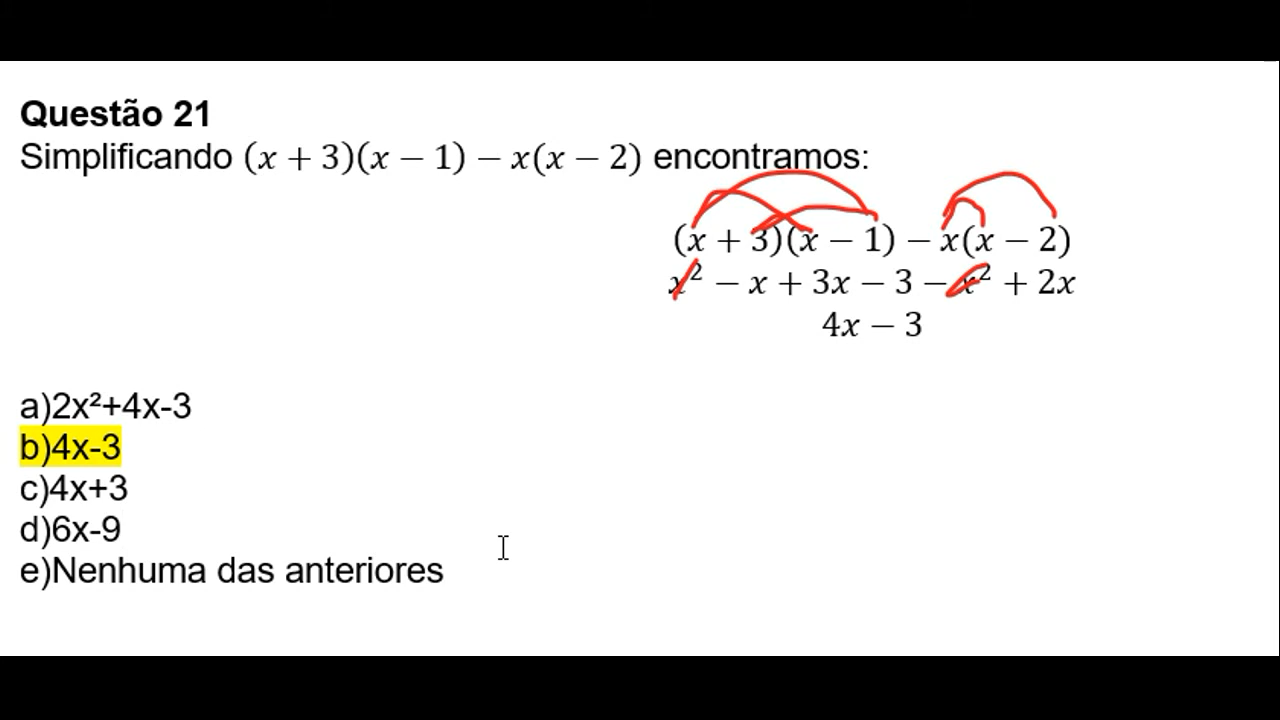 Questão 21
Simplificando (x + 3)(x − 1) − x(x − 2) encontramos:
(x + 3)(x − 1) − x(x − 2)
x² − x + 3x − 3 − x² + 2x
4x − 3
a)2x²+4x-3
b)4x-3
c)4x+3
d)6x-9
e)Nenhuma das anteriores